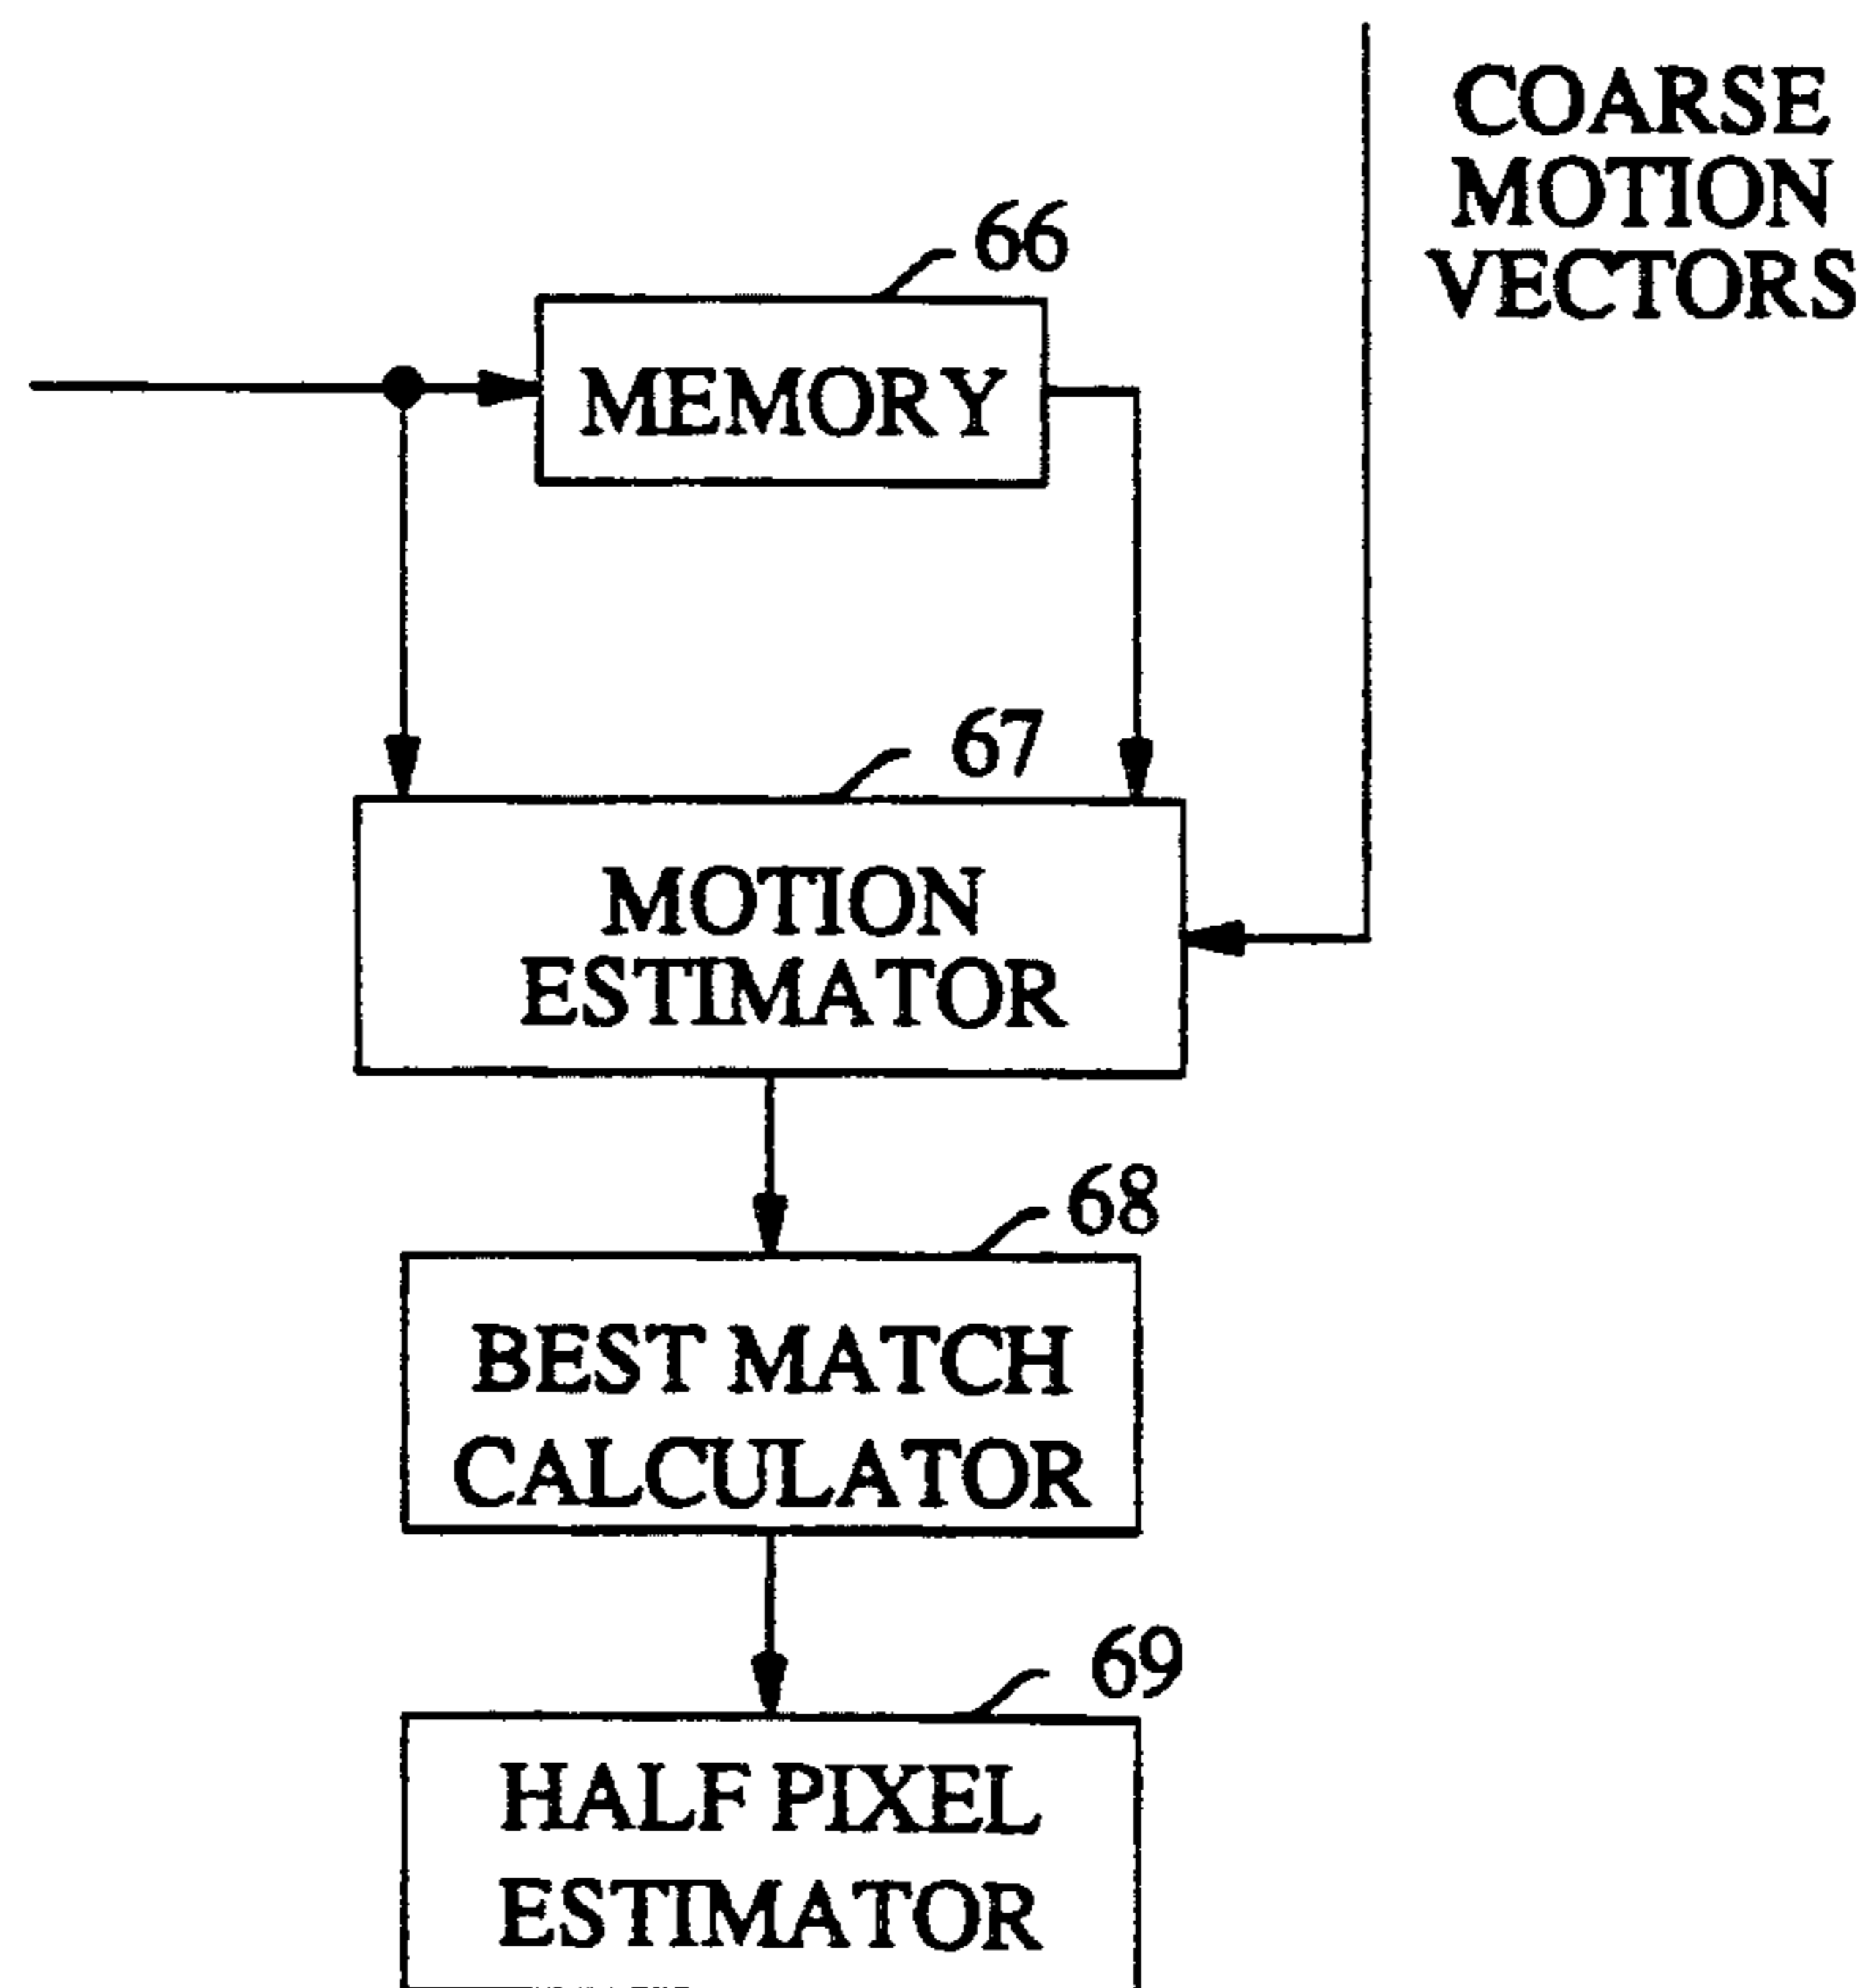 COARSE
MOTION
VECTORS
66
MEMORY
67
MOTION
ESTIMATOR
68
BEST MATCH
CALCULATOR
69
HALF PIXEL
ESTIMATOR